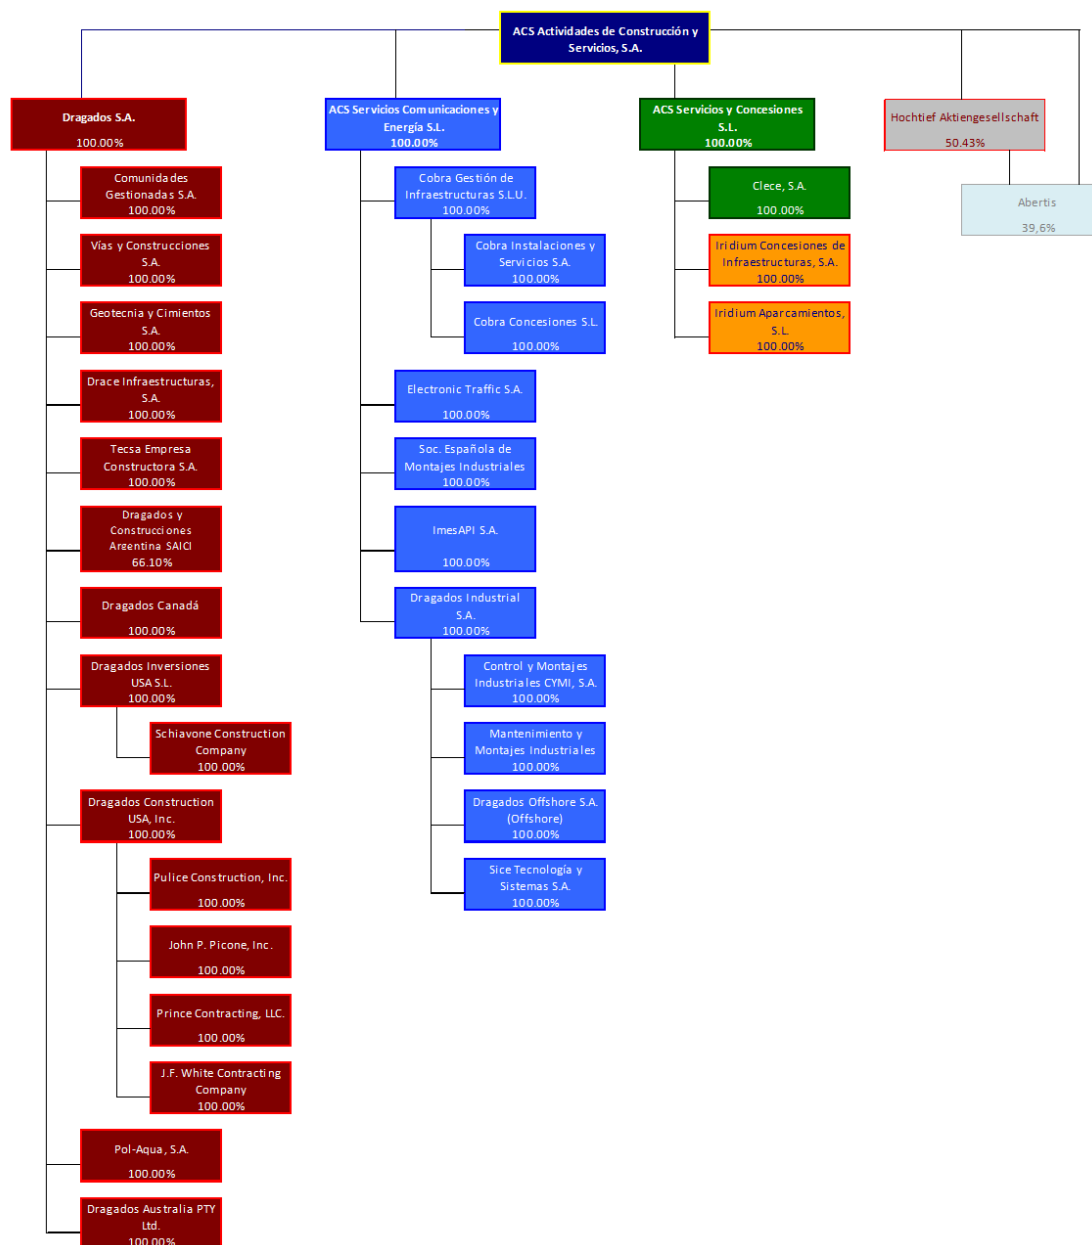 ACS Actividades de Construcción y
Servicios, S.A.
Dragados S.A.
100.00%
Comunidades
Gestionadas S.A.
100.00%
Vías y Construcciones
S.A.
100.00%
Geotecnia y Cimientos
S.A.
100.00%
Drace Infraestructuras,
S.A.
100.00%
Tecsa Empresa
Constructora S.A.
100.00%
Dragados y
Construcciones
Argentina SAICI
66.10%
Dragados Canadá
100.00%
Dragados Inversiones
USA S.L.
100.00%
Schiavone Construction
Company
100.00%
Dragados Construction
USA, Inc.
100.00%
Pulice Construction, Inc.
100.00%
John P. Picone, Inc.
100.00%
Prince Contracting, LLC.
100.00%
J.F. White Contracting
Company
100.00%
Pol-Aqua, S.A.
100.00%
Dragados Australia PTY
Ltd.
100.00%
ACS Servicios Comunicaciones y
Energía S.L.
100.00%
Cobra Gestión de
Infraestructuras S.L.U.
100.00%
Cobra Instalaciones y
Servicios S.A.
100.00%
Cobra Concesiones S.L.
100.00%
Electronic Traffic S.A.
100.00%
Soc. Española de
Montajes Industriales
100.00%
ImesAPI S.A.
100.00%
Dragados Industrial
S.A.
100.00%
Control y Montajes
Industriales CYMI, S.A.
100.00%
Mantenimiento y
Montajes Industriales
100.00%
Dragados Offshore S.A.
(Offshore)
100.00%
Sice Tecnología y
Sistemas S.A.
100.00%
ACS Servicios y Concesiones
S.L.
100.00%
Clece, S.A.
100.00%
Iridium Concesiones de
Infraestructuras, S.A.
100.00%
Iridium Aparcamientos,
S.L.
100.00%
Hochtief Aktiengesellschaft
50.43%
Abertis
39,6%